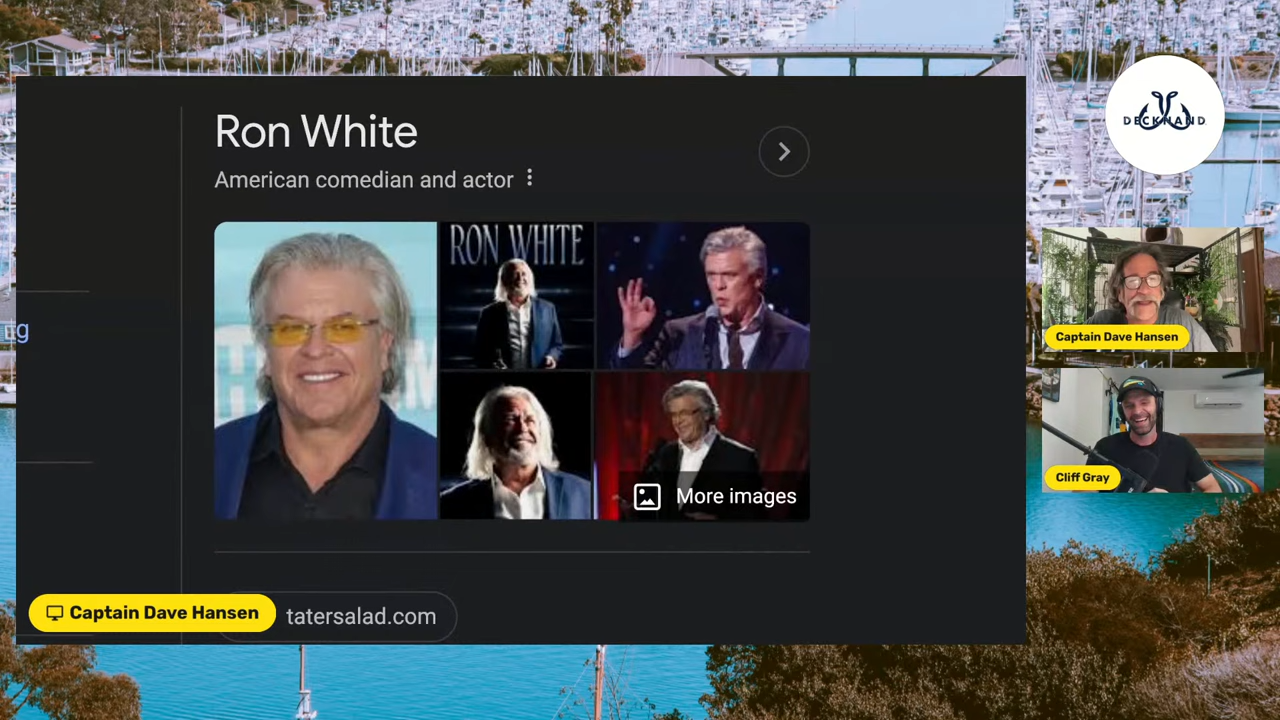 Ron White
American comedian and actor
ug
RON WHITE
More images
Captain Dave Hansen
tatersalad.com
DECKHAND
Captain Dave Hansen
Cliff Gray